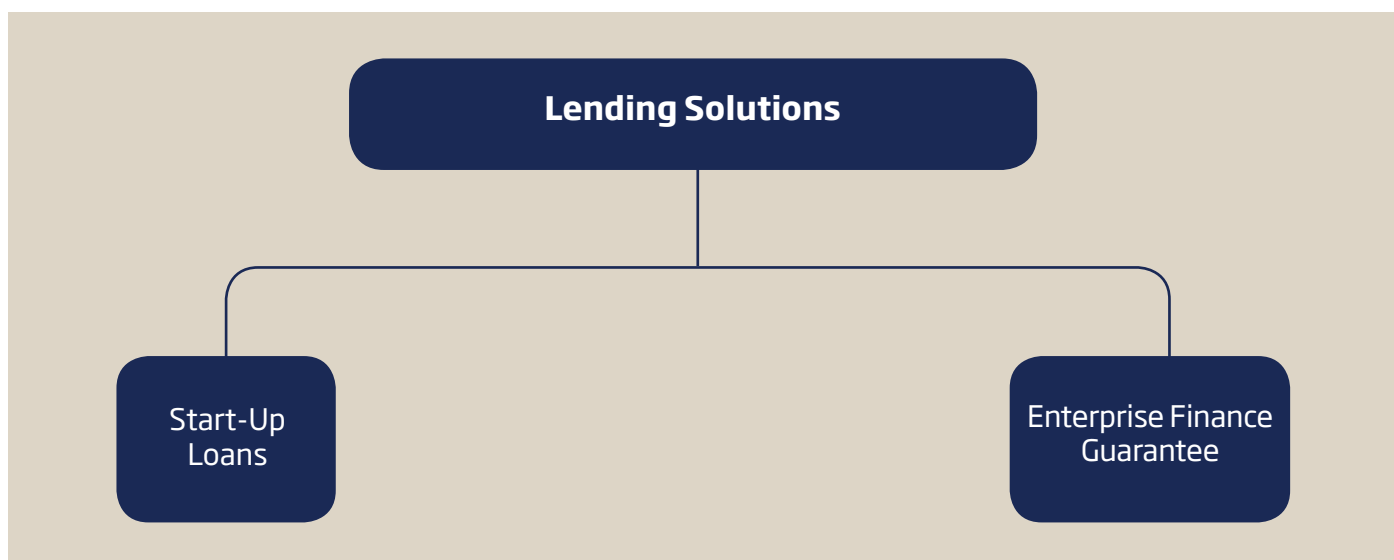 Lending Solutions
Start-Up
Loans
Enterprise Finance
Guarantee